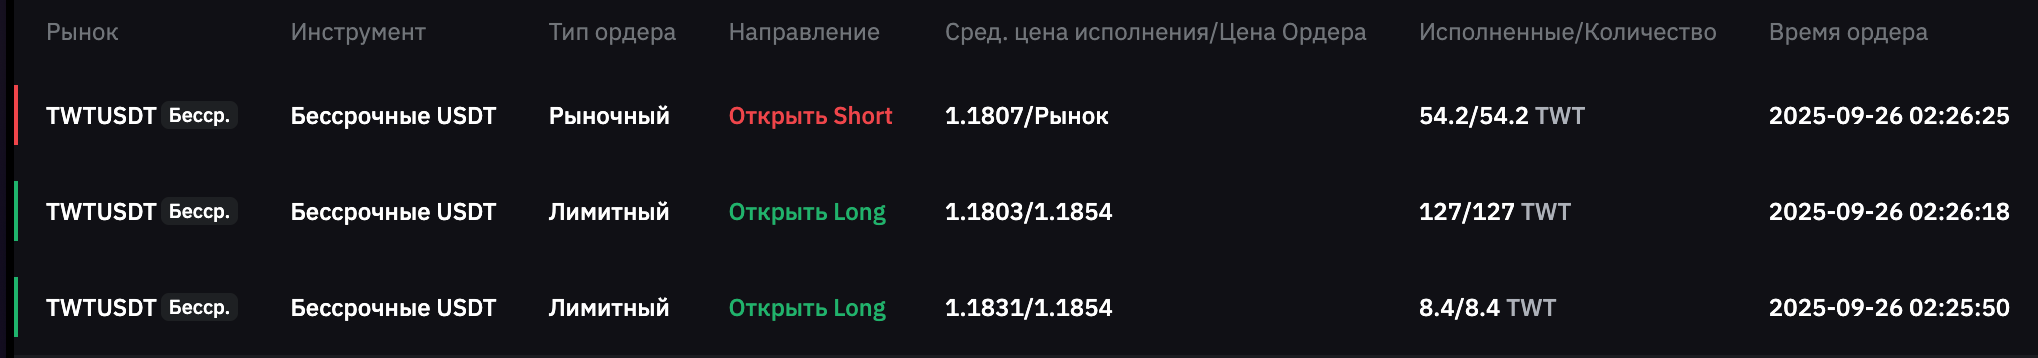 Рынок Инструмент Тип ордера Направление Сред. цена исполнения/Цена Ордера Исполненные/Количество Время ордера
TWTUSDT Бесср. Бессрочные USDT Рыночный Открыть Short 1.1807/Рынок 54.2/54.2 TWT 2025-09-26 02:26:25
TWTUSDT Бесср. Бессрочные USDT Лимитный Открыть Long 1.1803/1.1854 127/127 TWT 2025-09-26 02:26:18
TWTUSDT Бесср. Бессрочные USDT Лимитный Открыть Long 1.1831/1.1854 8.4/8.4 TWT 2025-09-26 02:25:50